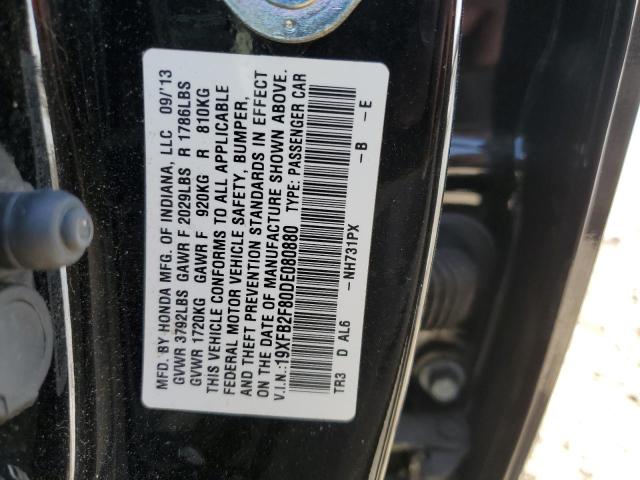 MFD. BY HONDA MFG. OF INDIANA, LLC 09/'13
GVWR 3792LBS GAWR F 2029LBS R 1786LBS
GVWR 1720KG GAWR F 920KG R 810KG
THIS VEHICLE CONFORMS TO ALL APPLICABLE
FEDERAL MOTOR VEHICLE SAFETY, BUMPER,
AND THEFT PREVENTION STANDARDS IN EFFECT
ON THE DATE OF MANUFACTURE SHOWN ABOVE.
V.I.N.:19XFB2F80DE080880 TYPE: PASSENGER CAR
-NH731PX -B -E
TR3 D AL6